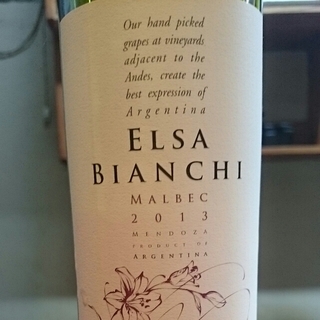 Our hand picked
grapes at vineyards
adjacent to the
Andes, create the
best expression of
Argentina
ELSA
BIANCHI
MALBEC
2013
MENDOZA
PRODUCT OF
ARGENTINA